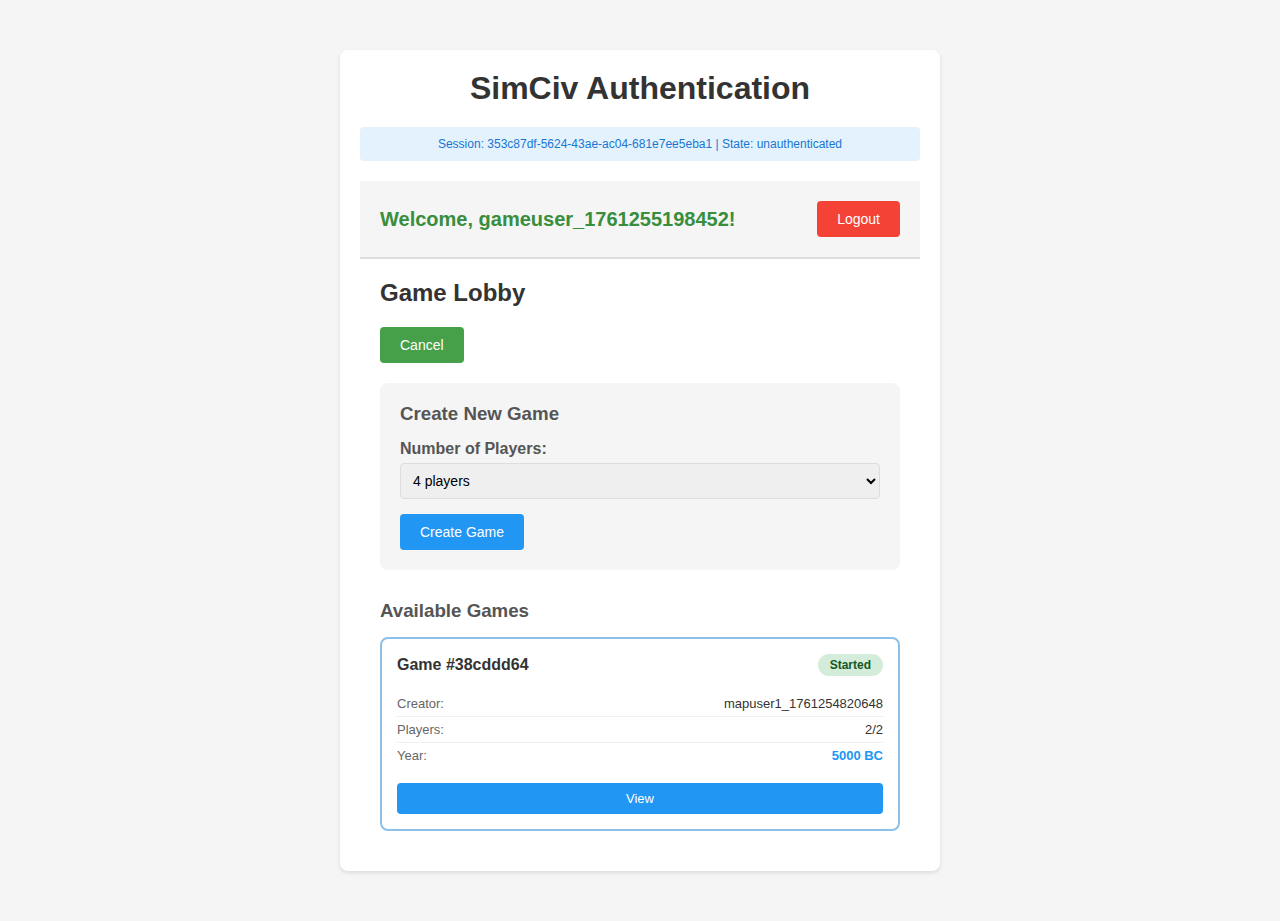 SimCiv Authentication
Session: 353c87df-5624-43ae-ac04-681e7ee5eba1 | State: unauthenticated
Welcome, gameuser_1761255198452!
Logout
Game Lobby
Cancel
Create New Game
Number of Players:
4 players
Create Game
Available Games
Game #38cddd64
Started
Creator: mapuser1_1761254820648
Players: 2/2
Year: 5000 BC
View